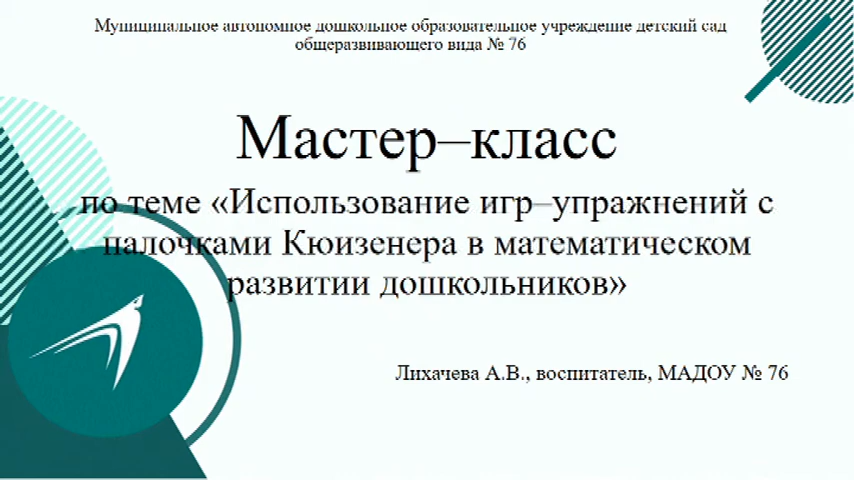 Муниципальное автономное дошкольное образовательное учреждение детский сад
общеразвивающего вида № 76
Мастер–класс
по теме «Использование игр–упражнений с
палочками Кюизенера в математическом
развитии дошкольников»
Лихачева А.В., воспитатель, МАДОУ № 76